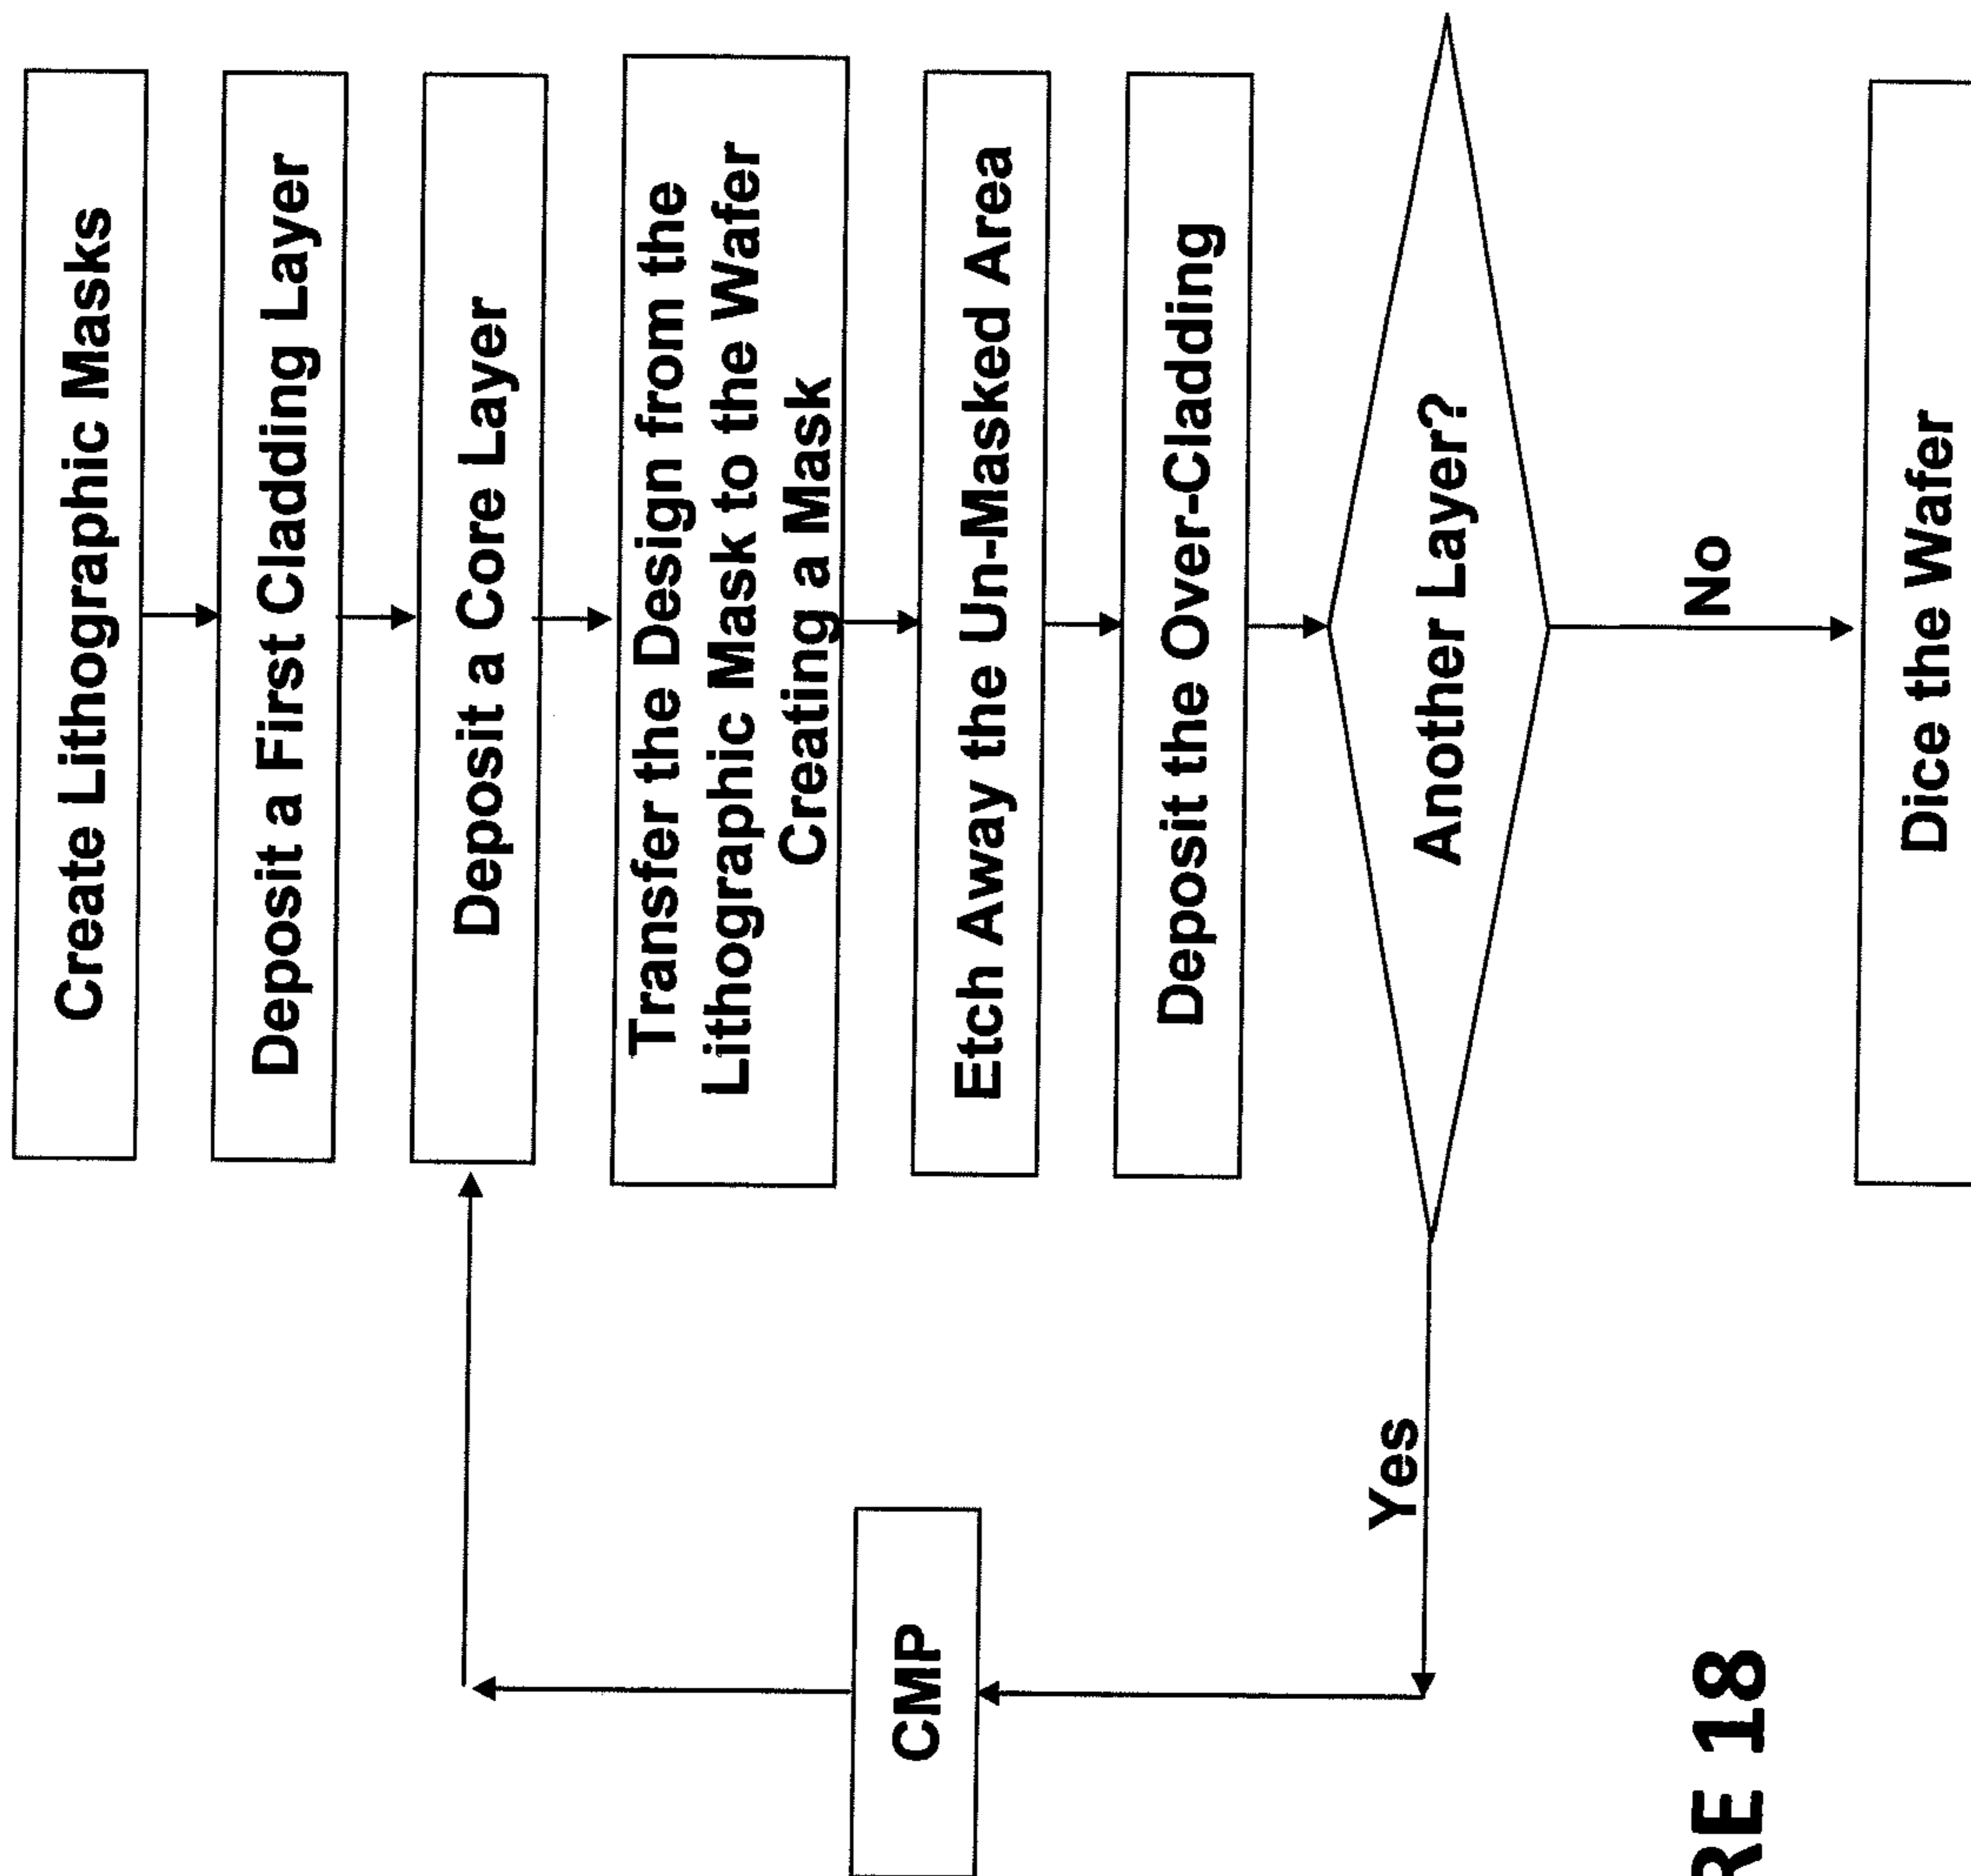 Create Lithographic Masks
Deposit a First Cladding Layer
Deposit a Core Layer
Transfer the Design from the
Lithographic Mask to the Wafer
Creating a Mask
Etch Away the Un-Masked Area
Deposit the Over-Cladding
Another Layer?
Yes
CMP
No
Dice the Wafer
RE 18